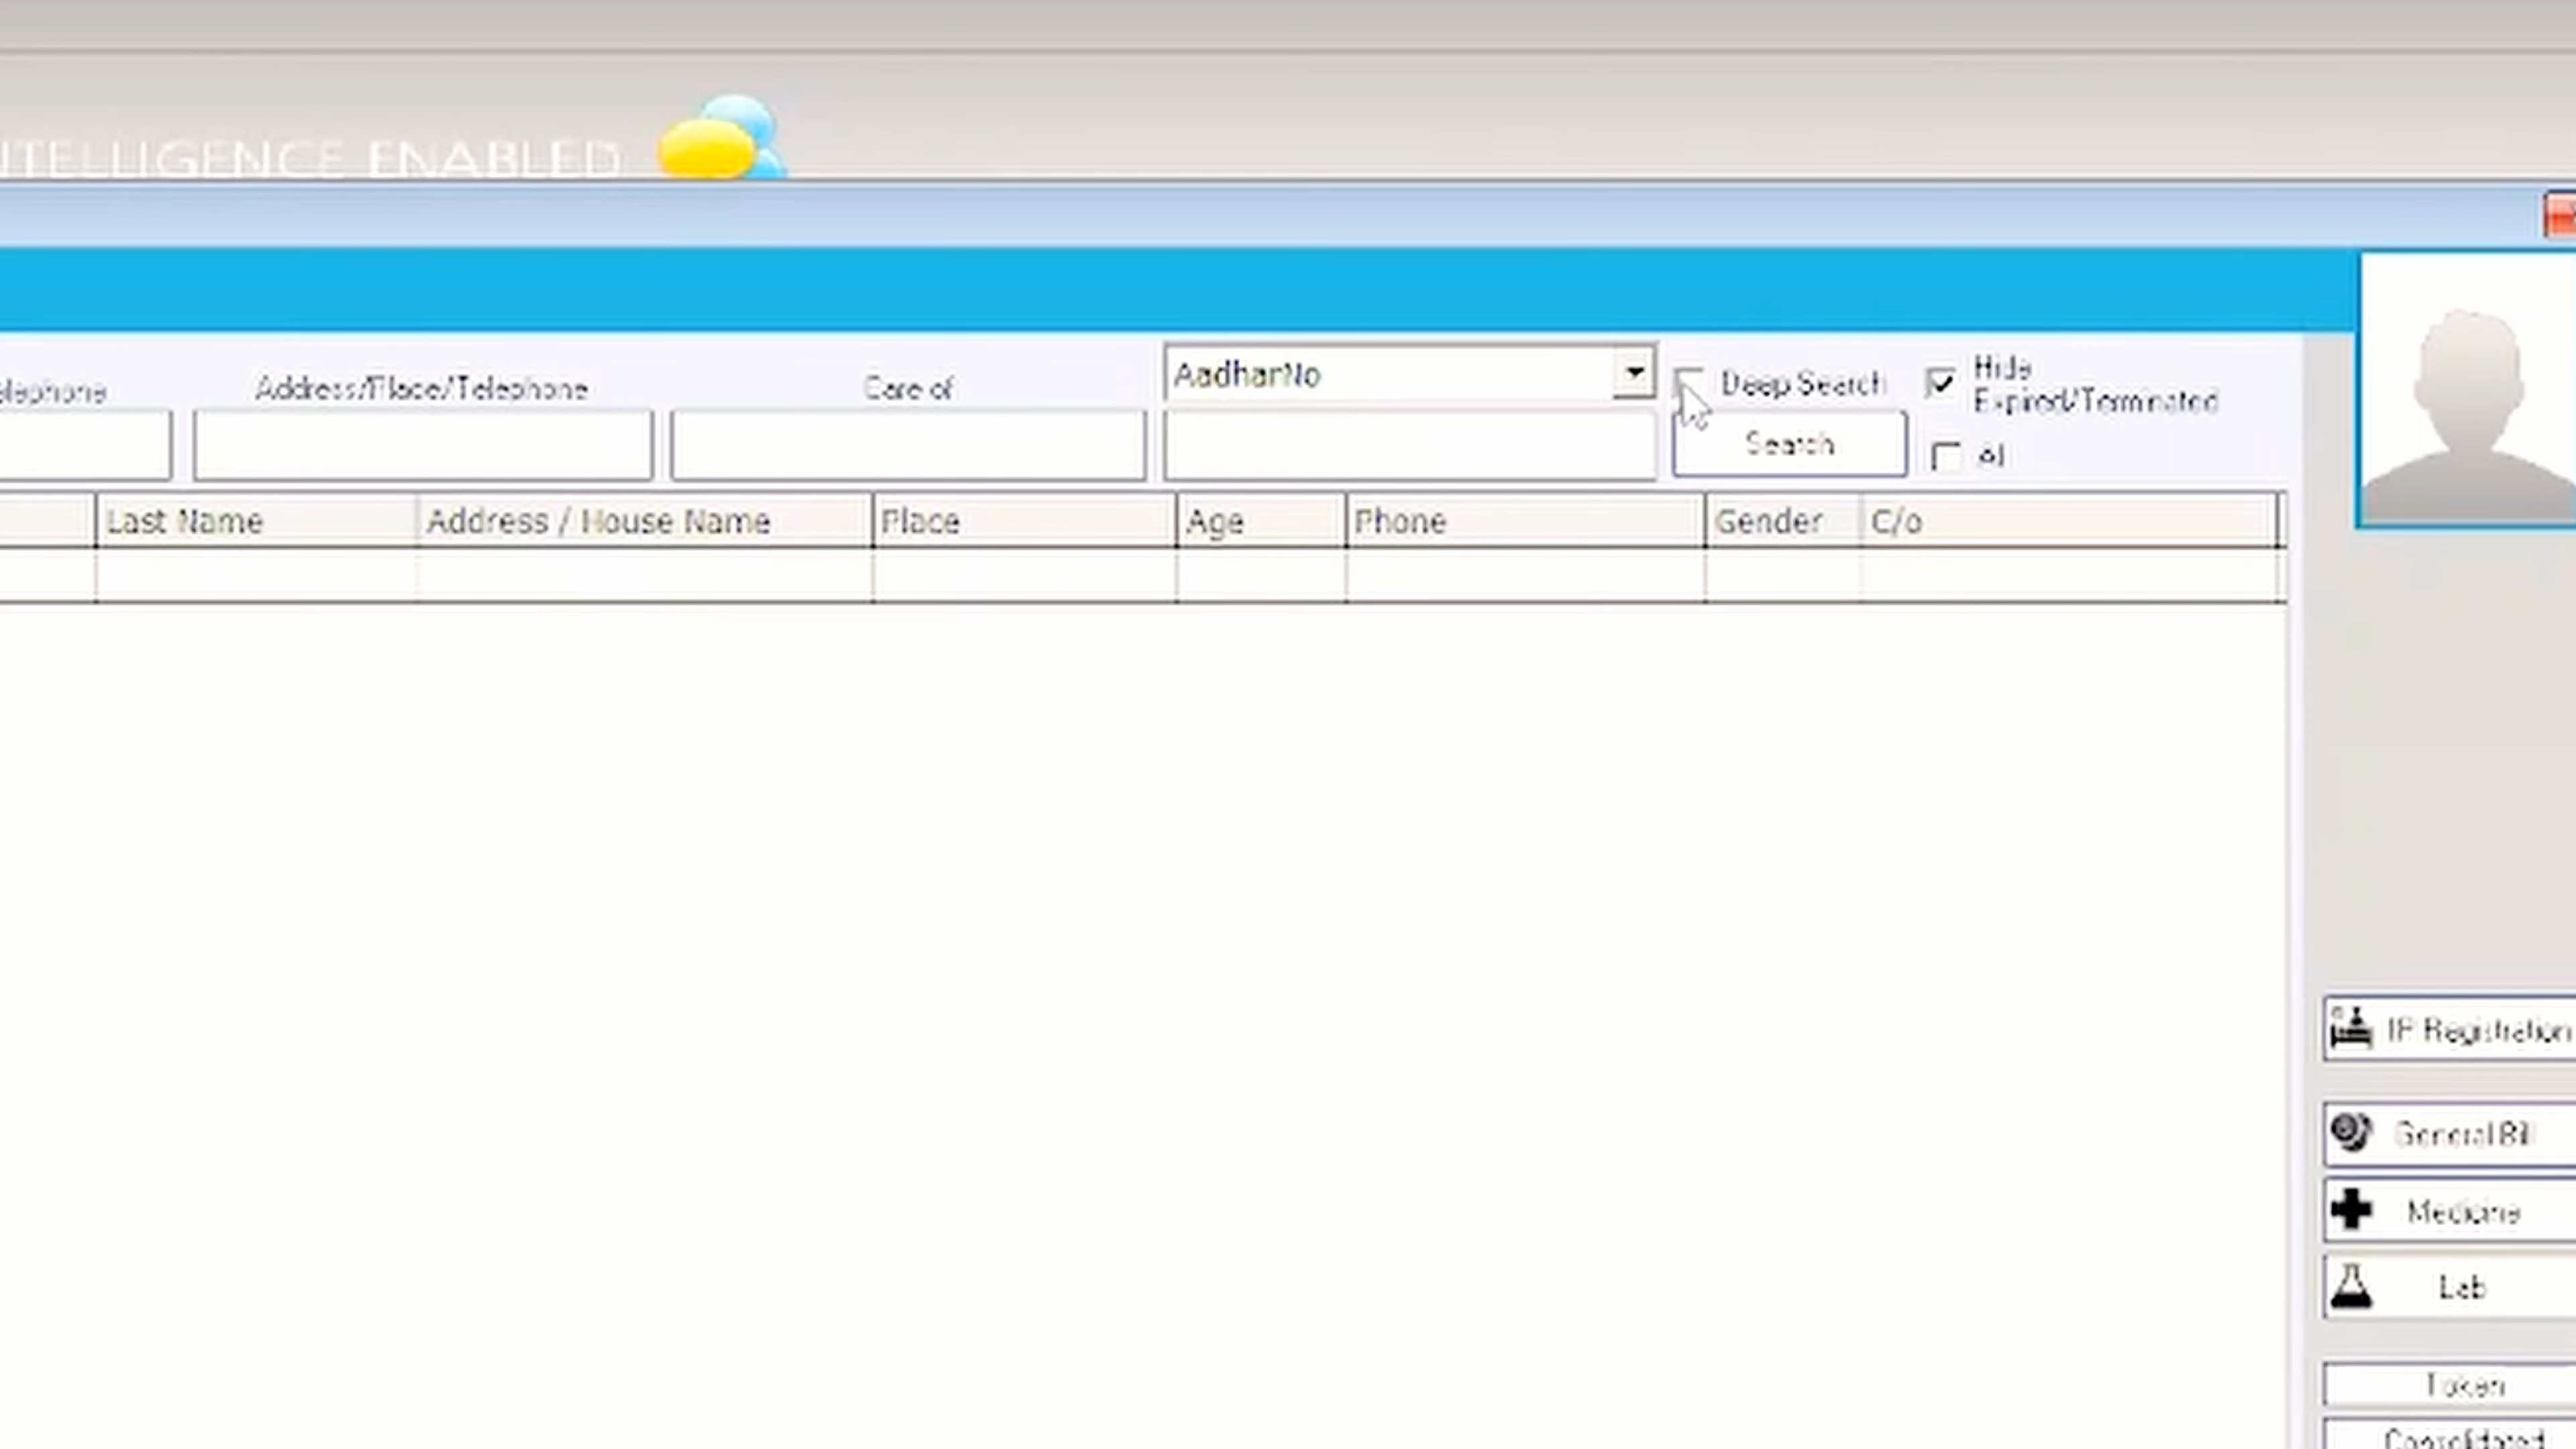 NTELLIGENCE ENABLED
elephone
Address/Place/Telephone
Care of
AadharNo
Deep Search
Hide
Expired/Terminated
Search
All
Last Name
Address / House Name
Place
Age
Phone
Gender
C/o
IP Registration
General Bill
Medicine
Lab
Token
Consolidated